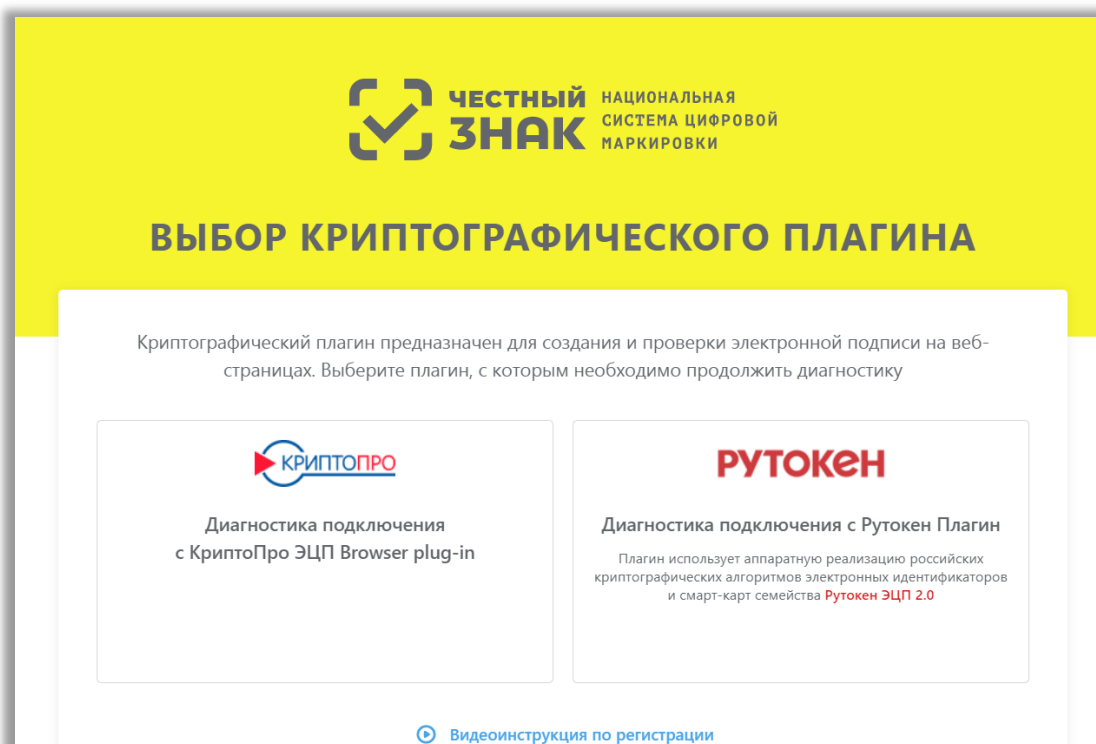 ЧЕСТНЫЙ
ЗНАК
НАЦИОНАЛЬНАЯ
СИСТЕМА ЦИФРОВОЙ
МАРКИРОВКИ
ВЫБОР КРИПТОГРАФИЧЕСКОГО ПЛАГИНА
Криптографический плагин предназначен для создания и проверки электронной подписи на веб-
страницах. Выберите плагин, с которым необходимо продолжить диагностику
КРИПТОПРО
Диагностика подключения
с КриптоПро ЭЦП Browser plug-in
РУТОКЕН
Диагностика подключения с Рутокен Плагин
Плагин использует аппаратную реализацию российских
криптографических алгоритмов электронных идентификаторов
и смарт-карт семейства Рутокен ЭЦП 2.0
Видеоинструкция по регистрации